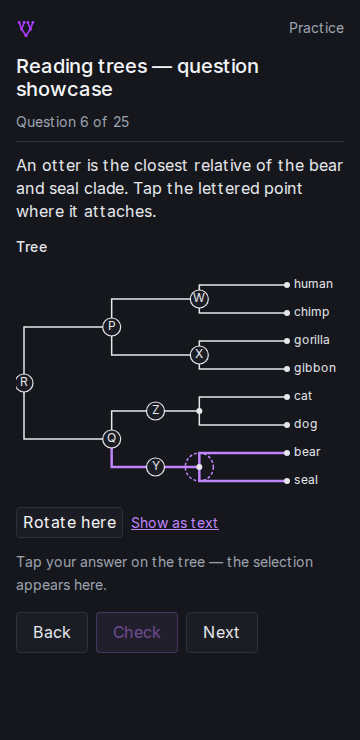 Practice
Reading trees — question
showcase
Question 6 of 25
An otter is the closest relative of the bear
and seal clade. Tap the lettered point
where it attaches.
Tree
human
W
chimp
P
gorilla
X
gibbon
R
cat
Z
dog
Q
bear
Y
seal
Rotate here Show as text
Tap your answer on the tree — the selection
appears here.
Back Check Next